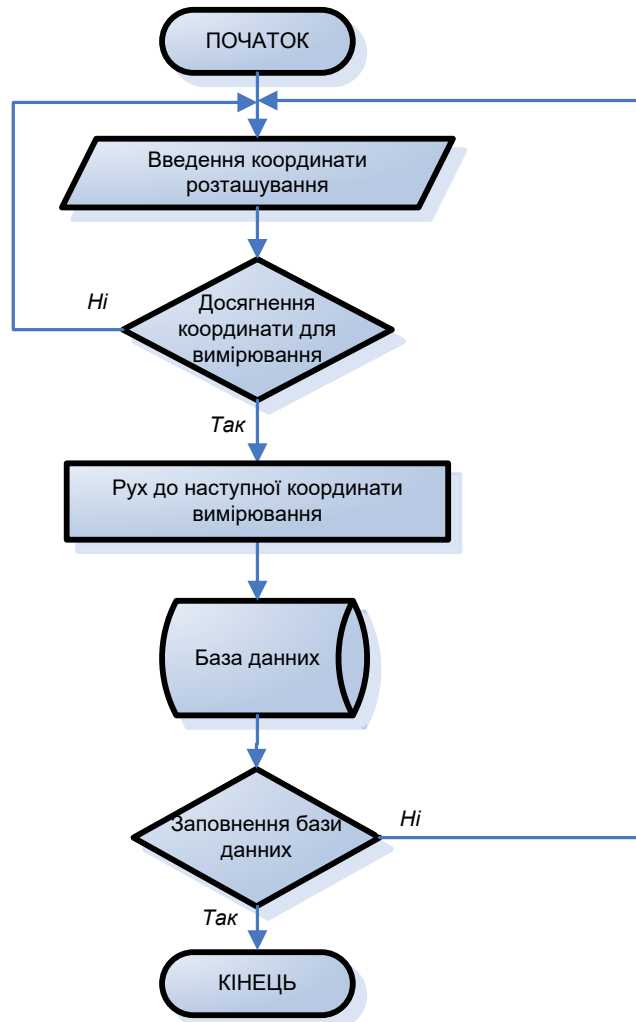 ПОЧАТОК
Введення координати
розташування
Ні
Досягнення
координати для
вимірювання
Так
Рух до наступної координати
вимірювання
База данних
Заповнення бази
данних
Ні
Так
КІНЕЦЬ